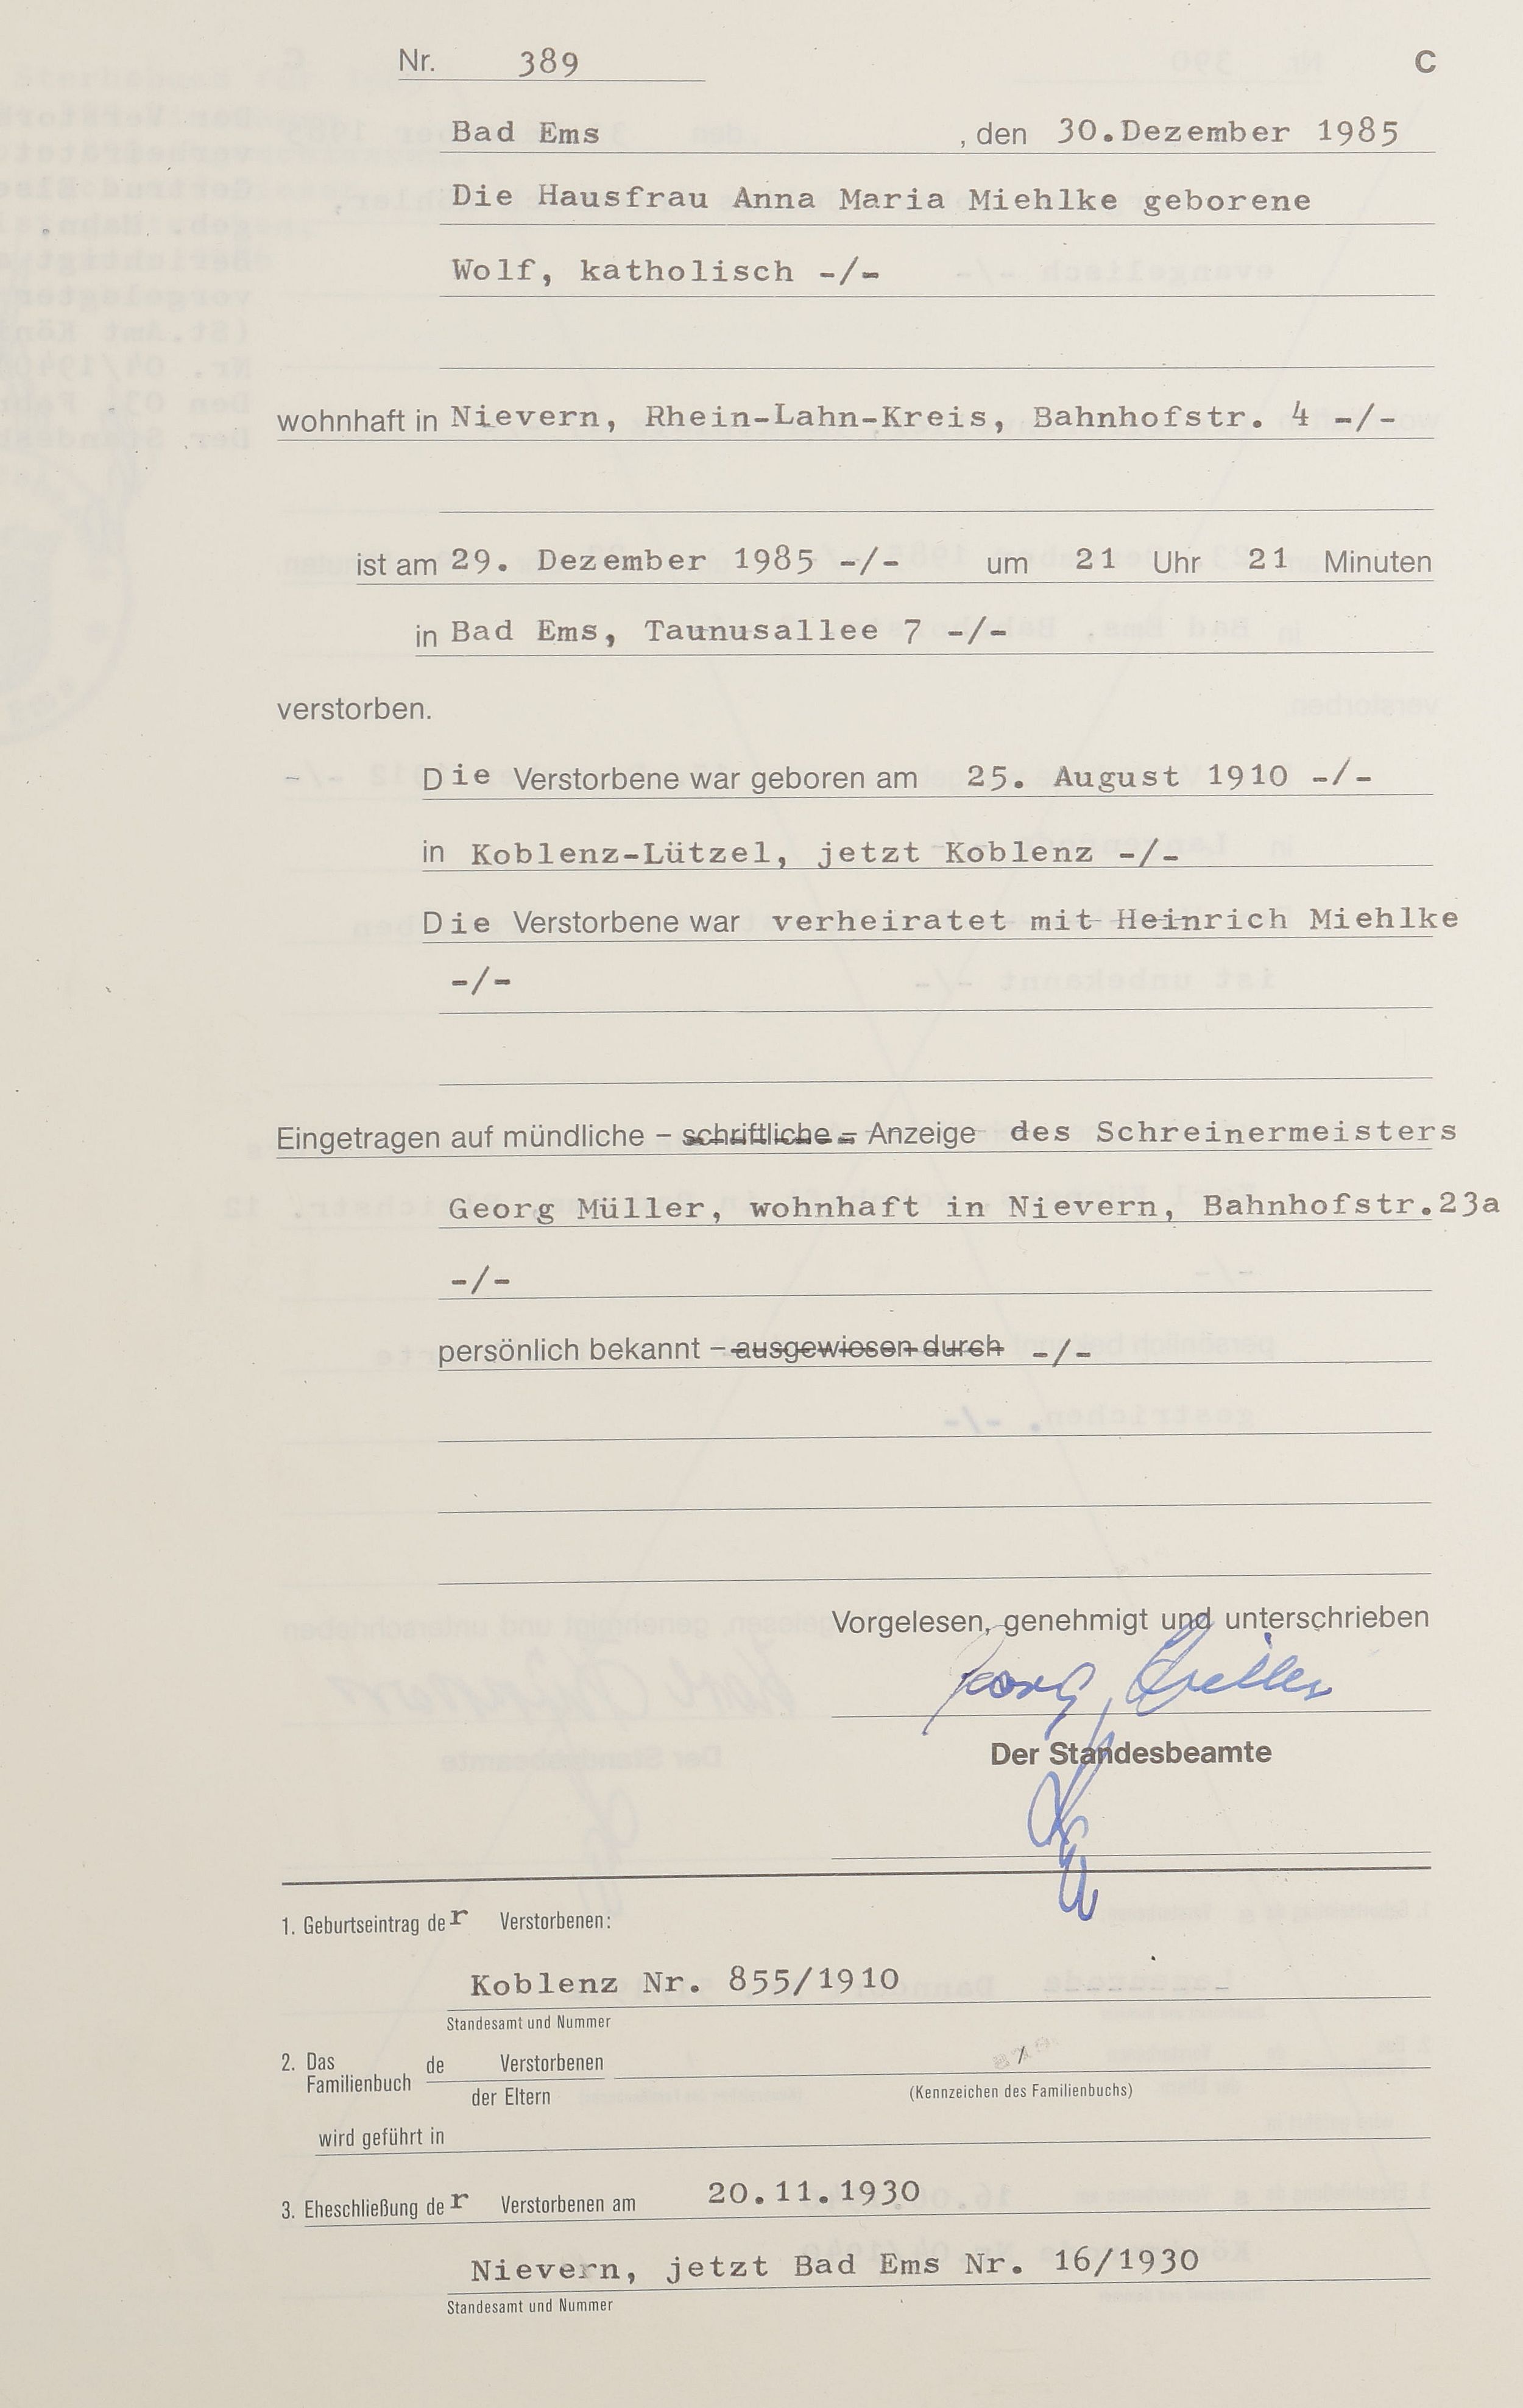 Nr. 389 C
Bad Ems , den 30.Dezember 1985
Die Hausfrau Anna Maria Miehlke geborene
Wolf, katholisch -/-
wohnhaft in Nievern, Rhein-Lahn-Kreis, Bahnhofstr. 4 -/-
ist am 29. Dezember 1985 -/- um 21 Uhr 21 Minuten
in Bad Ems, Taunusallee 7 -/-
verstorben.
Die Verstorbene war geboren am 25. August 1910 -/-
in Koblenz-Lützel, jetzt Koblenz -/-
Die Verstorbene war verheiratet mit Heinrich Miehlke
-/-
Eingetragen auf mündliche – schriftliche – Anzeige des Schreinermeisters
Georg Müller, wohnhaft in Nievern, Bahnhofstr.23a
-/-
persönlich bekannt – ausgewiesen durch -/-
Vorgelesen, genehmigt und unterschrieben
Georg Müller
Der Standesbeamte
1. Geburtseintrag der Verstorbenen:
Koblenz Nr. 855/1910
Standesamt und Nummer
2. Das Familienbuch de Verstorbenen
der Eltern
(Kennzeichen des Familienbuchs)
wird geführt in
3. Eheschließung der Verstorbenen am 20.11.1930
Nievern, jetzt Bad Ems Nr. 16/1930
Standesamt und Nummer